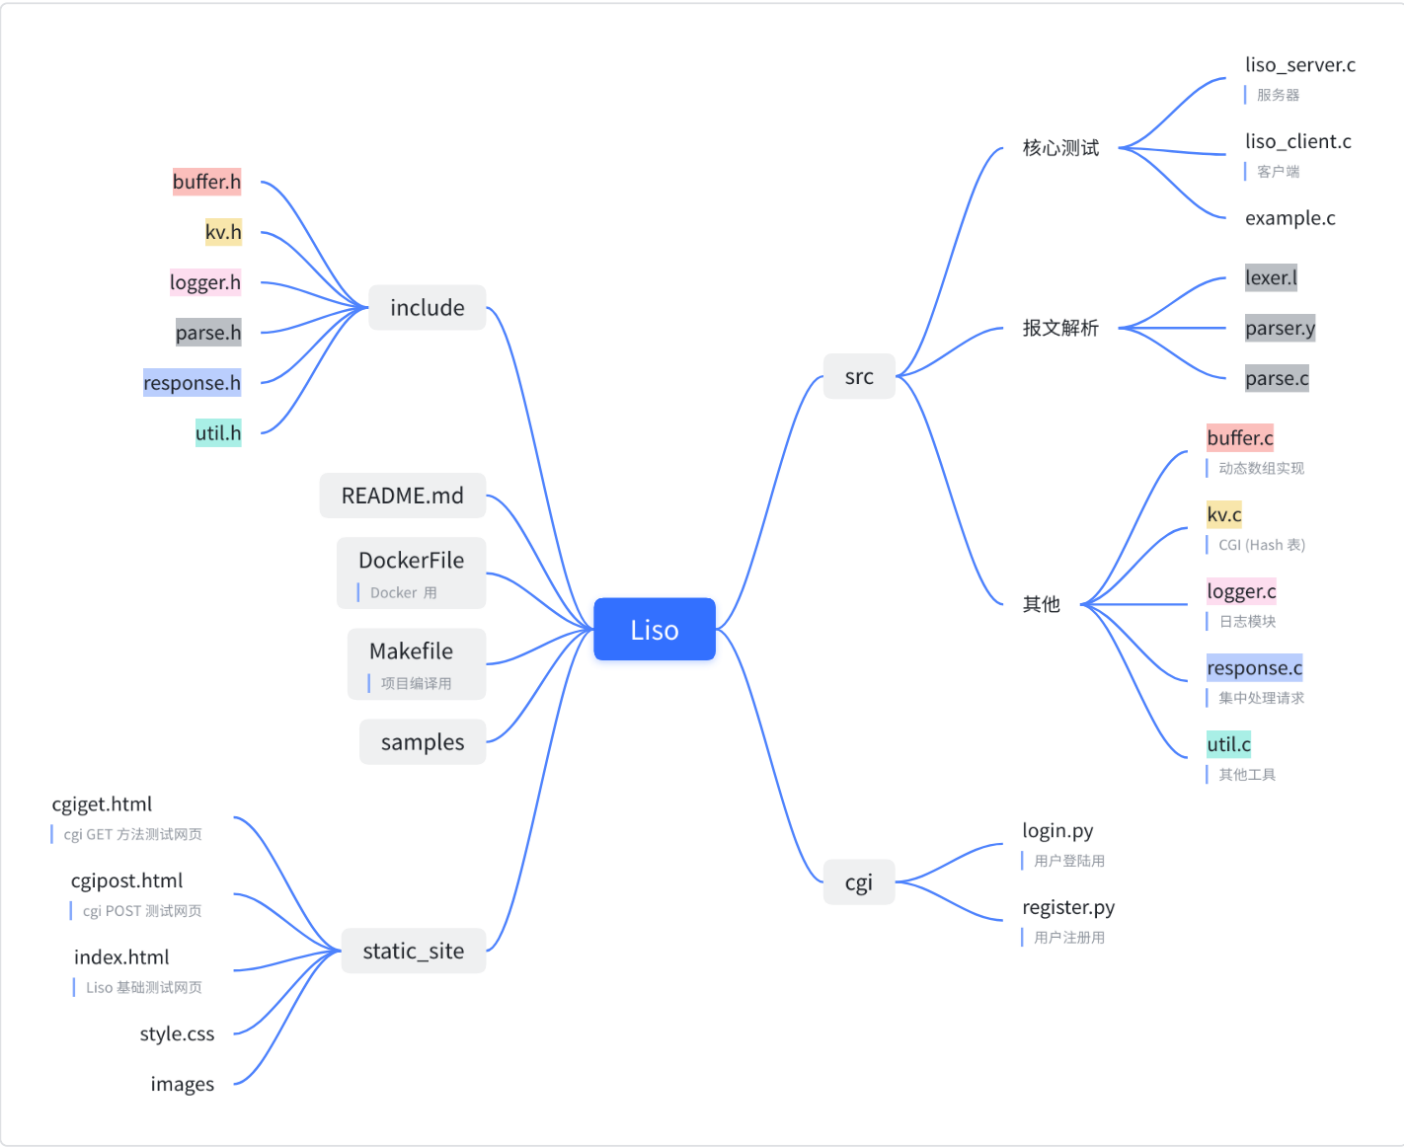 Liso
include
buffer.h
kv.h
logger.h
parse.h
response.h
util.h
README.md
DockerFile
Docker 用
Makefile
项目编译用
samples
static_site
cgiget.html
cgi GET 方法测试网页
cgipost.html
cgi POST 测试网页
index.html
Liso 基础测试网页
style.css
images
src
核心测试
liso_server.c
服务器
liso_client.c
客户端
example.c
报文解析
lexer.l
parser.y
parse.c
其他
buffer.c
动态数组实现
kv.c
CGI (Hash 表)
logger.c
日志模块
response.c
集中处理请求
util.c
其他工具
cgi
login.py
用户登陆用
register.py
用户注册用